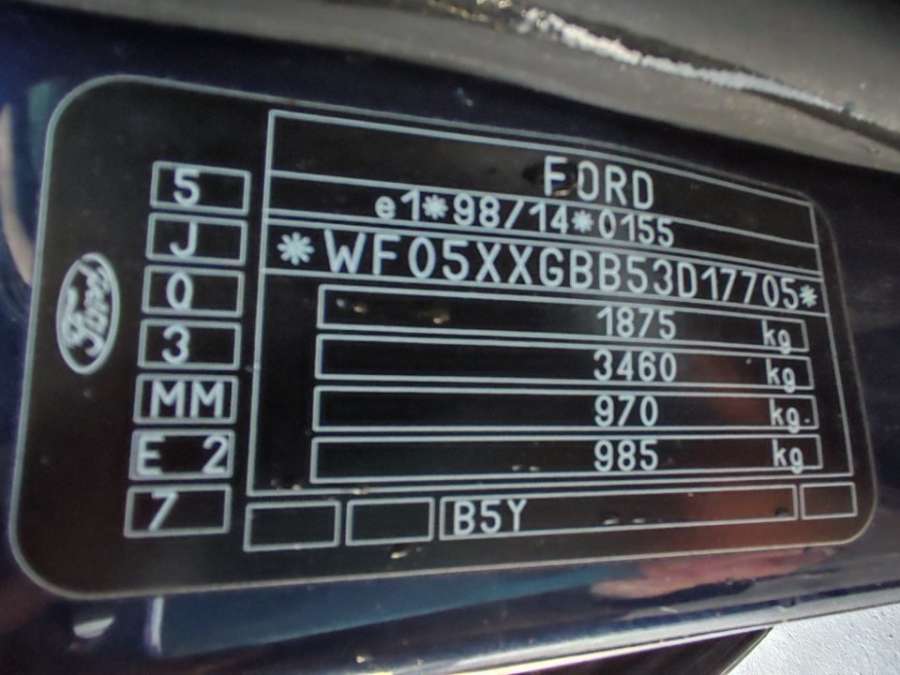 FORD
e1*98/14*0155
*WF05XXGBB53D17705*
1875 kg
3460 kg
970 kg
985 kg
B5Y
5
J
Q
3
MM
E 2
7
Ford